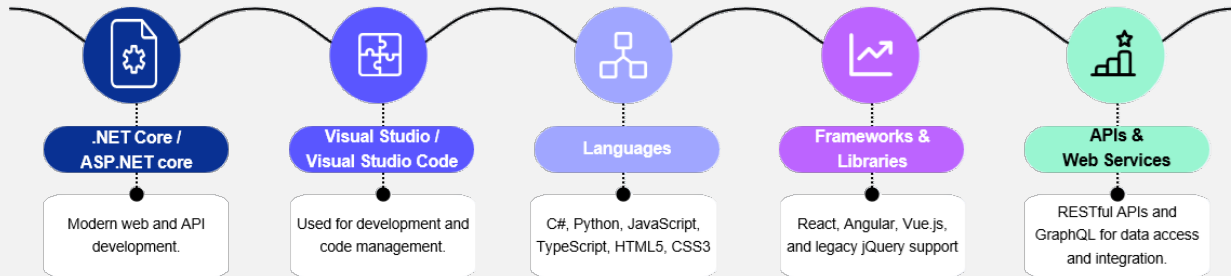 .NET Core /
ASP.NET core
Modern web and API
development.
Visual Studio /
Visual Studio Code
Used for development and
code management.
Languages
C#, Python, JavaScript,
TypeScript, HTML5, CSS3
Frameworks &
Libraries
React, Angular, Vue.js,
and legacy jQuery support
APIs &
Web Services
RESTful APIs and
GraphQL for data access
and integration.